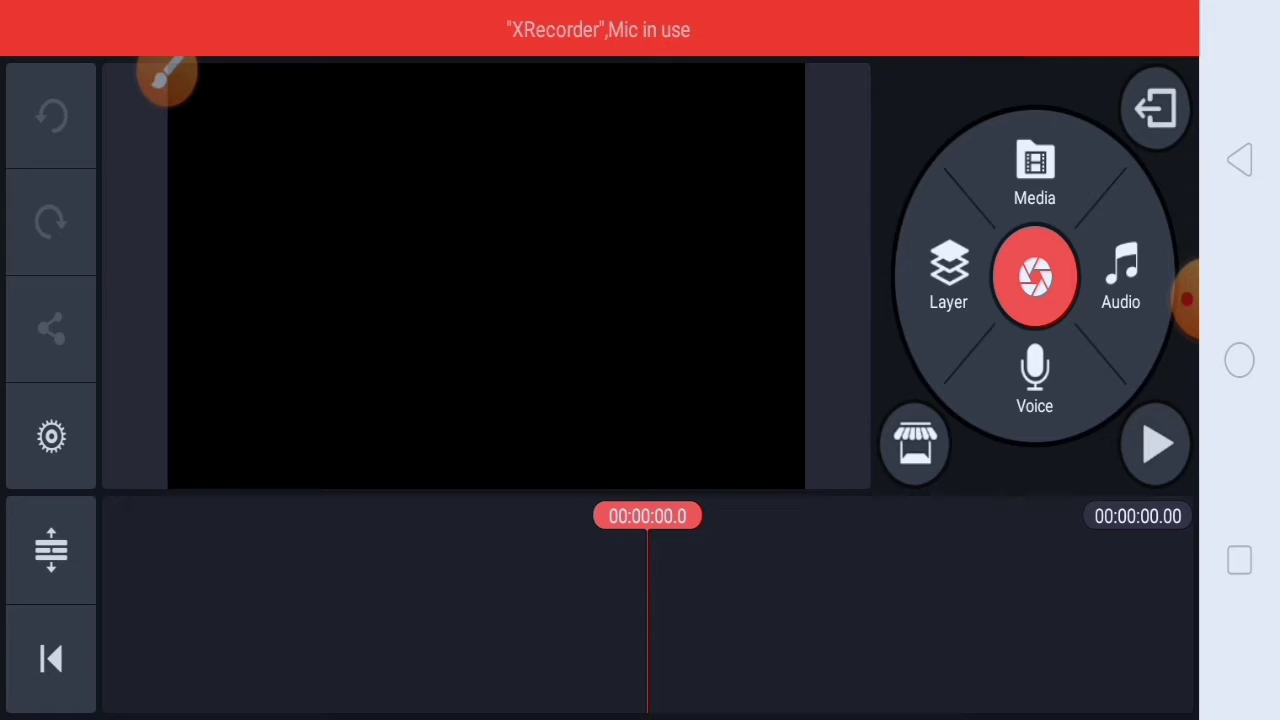 "XRecorder",Mic in use
Media
Layer
Audio
Voice
00:00:00.0
00:00:00.00